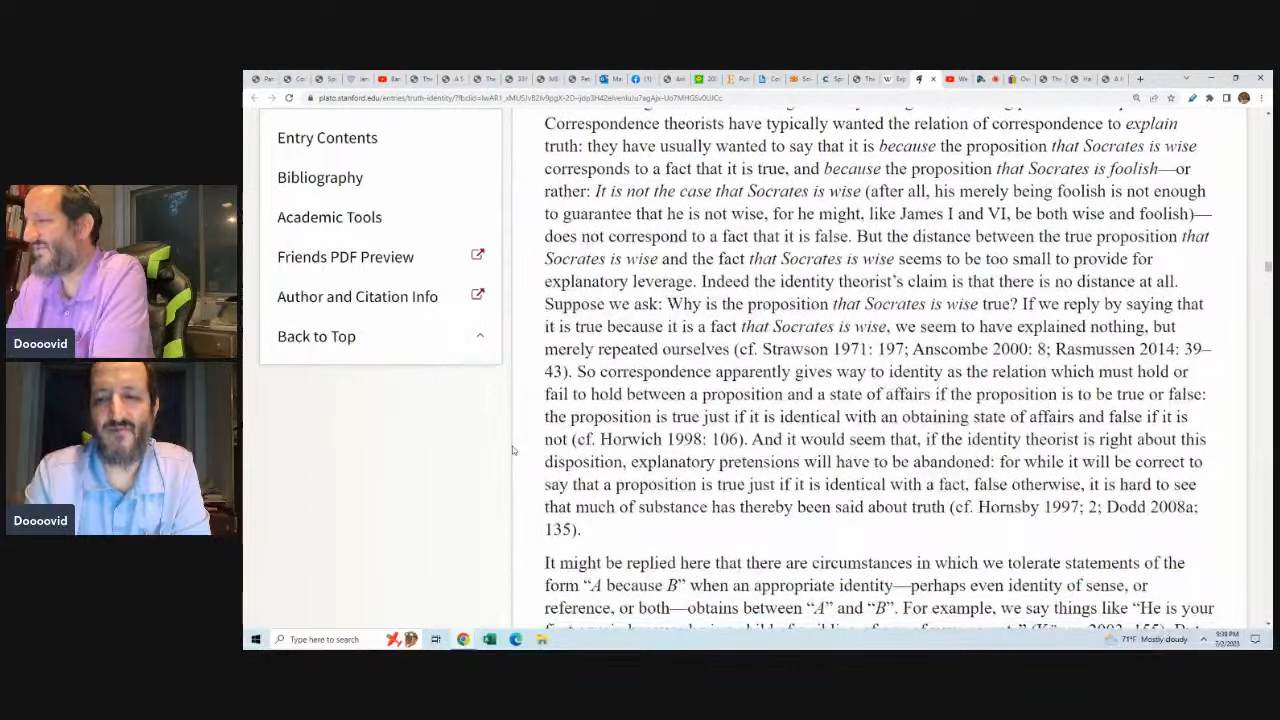 plato.stanford.edu/entries/truth-identity/
Entry Contents
Bibliography
Academic Tools
Friends PDF Preview
Author and Citation Info
Back to Top
Correspondence theorists have typically wanted the relation of correspondence to explain
truth: they have usually wanted to say that it is because the proposition that Socrates is wise
corresponds to a fact that it is true, and because the proposition that Socrates is foolish—or
rather: It is not the case that Socrates is wise (after all, his merely being foolish is not enough
to guarantee that he is not wise, for he might, like James I and VI, be both wise and foolish)—
does not correspond to a fact that it is false. But the distance between the true proposition that
Socrates is wise and the fact that Socrates is wise seems to be too small to provide for
explanatory leverage. Indeed the identity theorist’s claim is that there is no distance at all.
Suppose we ask: Why is the proposition that Socrates is wise true? If we reply by saying that
it is true because it is a fact that Socrates is wise, we seem to have explained nothing, but
merely repeated ourselves (cf. Strawson 1971: 197; Anscombe 2000: 8; Rasmussen 2014: 39–
43). So correspondence apparently gives way to identity as the relation which must hold or
fail to hold between a proposition and a state of affairs if the proposition is to be true or false:
the proposition is true just if it is identical with an obtaining state of affairs and false if it is
not (cf. Horwich 1998: 106). And it would seem that, if the identity theorist is right about this
disposition, explanatory pretensions will have to be abandoned: for while it will be correct to
say that a proposition is true just if it is identical with a fact, false otherwise, it is hard to see
that much of substance has thereby been said about truth (cf. Hornsby 1997; 2; Dodd 2008a;
135).
It might be replied here that there are circumstances in which we tolerate statements of the
form “A because B” when an appropriate identity—perhaps even identity of sense, or
reference, or both—obtains between “A” and “B”. For example, we say things like “He is your
Doooovid
Doooovid
Type here to search
71°F Mostly cloudy
9:39 PM
7/2/2023